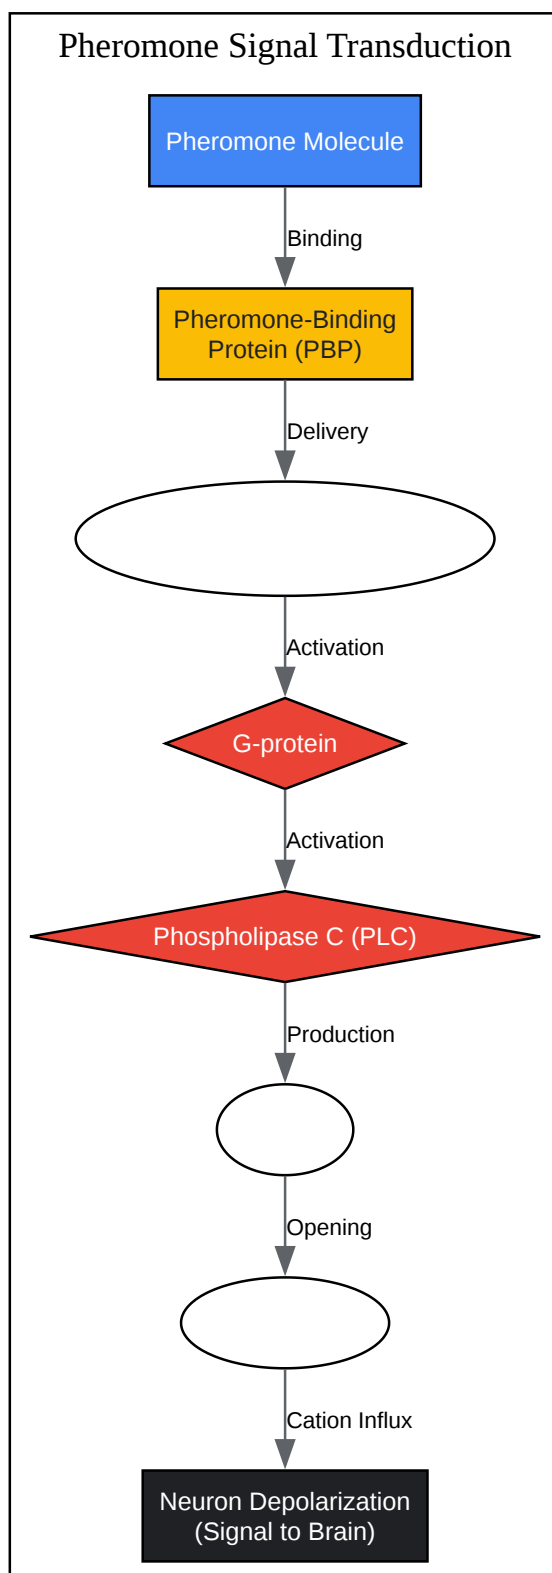 Pheromone Signal Transduction
Pheromone Molecule
Binding
Pheromone-Binding
Protein (PBP)
Delivery
Activation
G-protein
Activation
Phospholipase C (PLC)
Production
Opening
Cation Influx
Neuron Depolarization
(Signal to Brain)